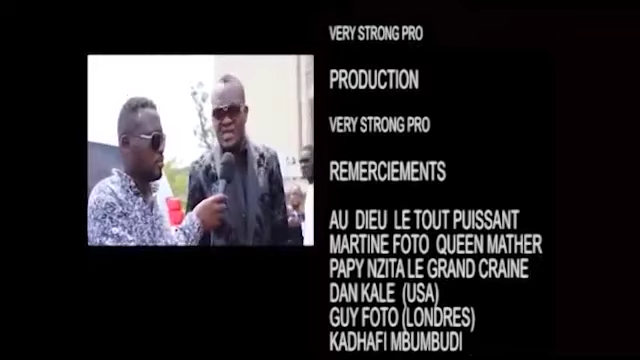 VERY STRONG PRO
PRODUCTION
VERY STRONG PRO
REMERCIEMENTS
AU DIEU LE TOUT PUISSANT
MARTINE FOTO QUEEN MATHER
PAPY NZITA LE GRAND CRAINE
DAN KALE (USA)
GUY FOTO (LONDRES)
KADHAFI MBUMBUDI